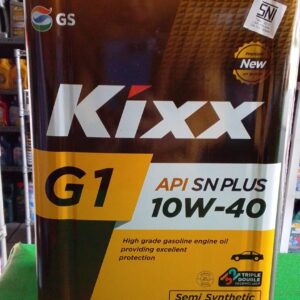 GS
SNI
New
Kixx
G1
API SN PLUS
10W-40
High grade gasoline engine oil
providing excellent
protection
TRIPLE
DOUBLE
Semi Synthetic